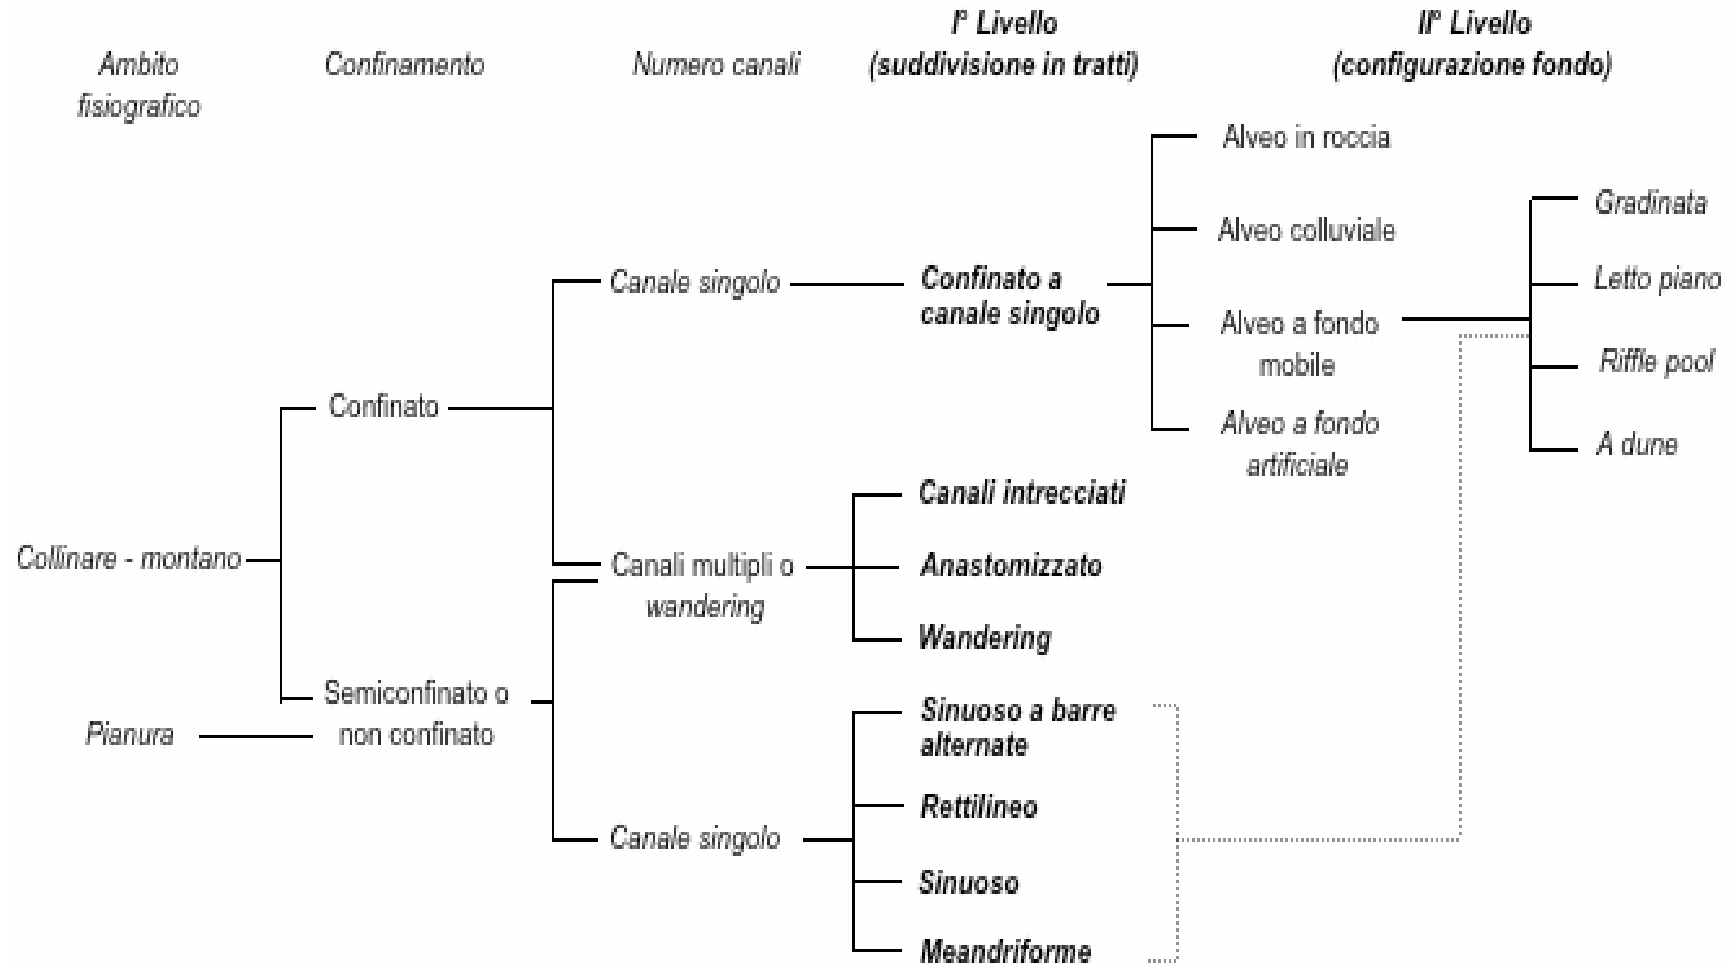 Ambito
fisiografico
Confinamento
Numero canali
I° Livello
(suddivisione in tratti)
II° Livello
(configurazione fondo)
Collinare - montano
Pianura
Confinato
Semiconfinato o
non confinato
Canale singolo
Canali multipli o
wandering
Canale singolo
Confinato a
canale singolo
Canali intrecciati
Anastomizzato
Wandering
Sinuoso a barre
alternate
Rettilineo
Sinuoso
Meandriforme
Alveo in roccia
Alveo colluviale
Alveo a fondo
mobile
Alveo a fondo
artificiale
Gradinata
Letto piano
Riffle pool
A dune